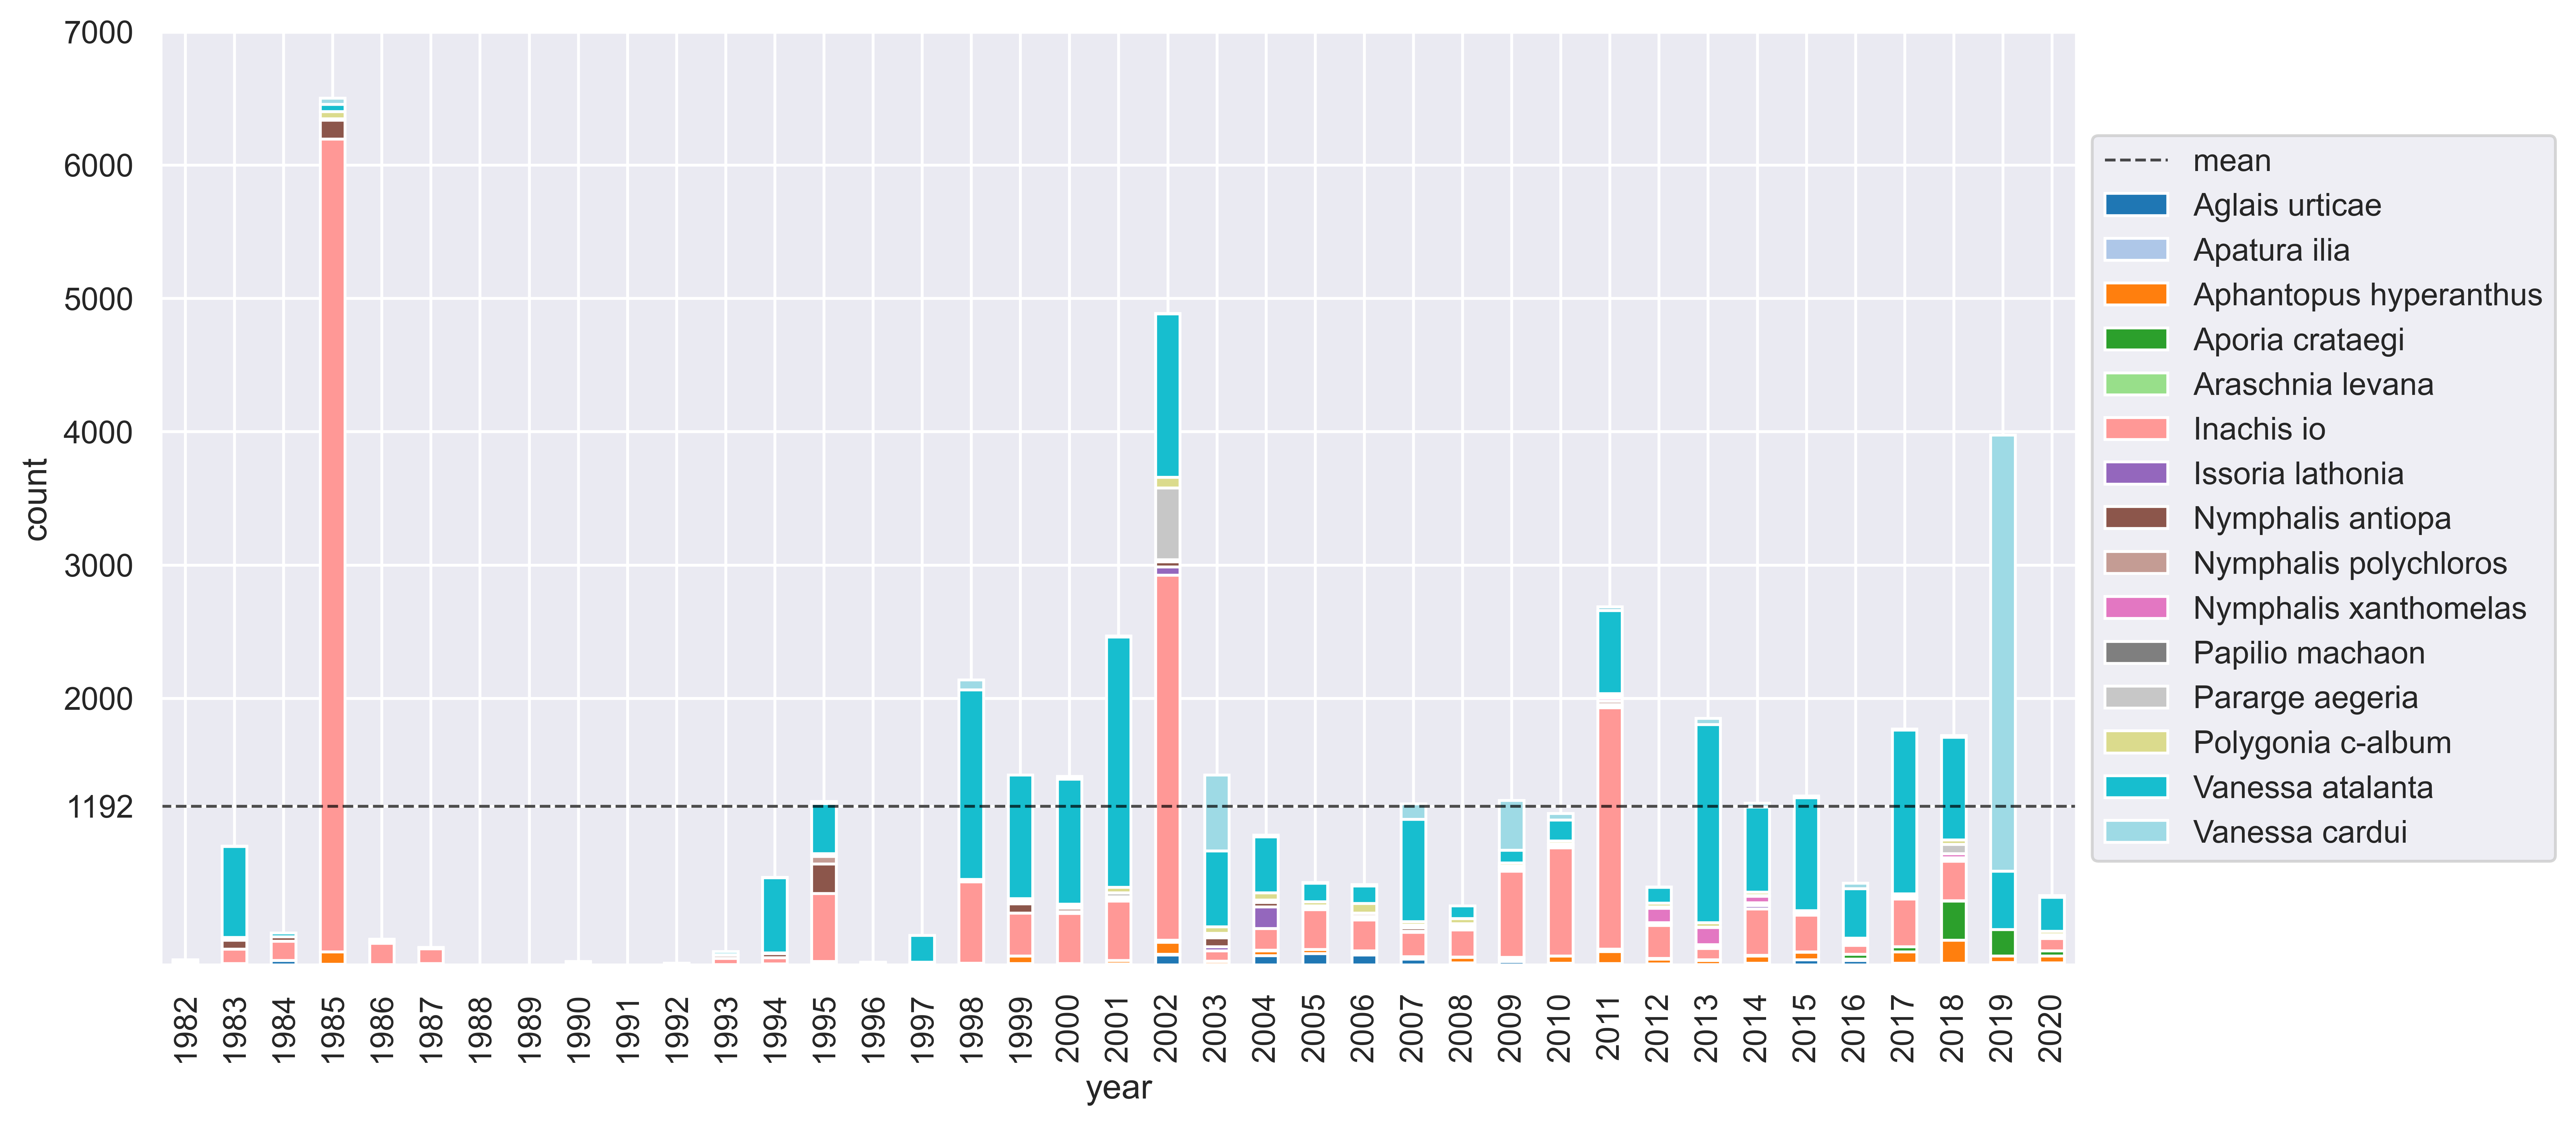 7000
6000
5000
4000
3000
2000
1192
count
1982
1983
1984
1985
1986
1987
1988
1989
1990
1991
1992
1993
1994
1995
1996
1997
1998
1999
2000
2001
2002
2003
2004
2005
2006
2007
2008
2009
2010
2011
2012
2013
2014
2015
2016
2017
2018
2019
2020
year
mean
Aglais urticae
Apatura ilia
Aphantopus hyperanthus
Aporia crataegi
Araschnia levana
Inachis io
Issoria lathonia
Nymphalis antiopa
Nymphalis polychloros
Nymphalis xanthomelas
Papilio machaon
Pararge aegeria
Polygonia c-album
Vanessa atalanta
Vanessa cardui